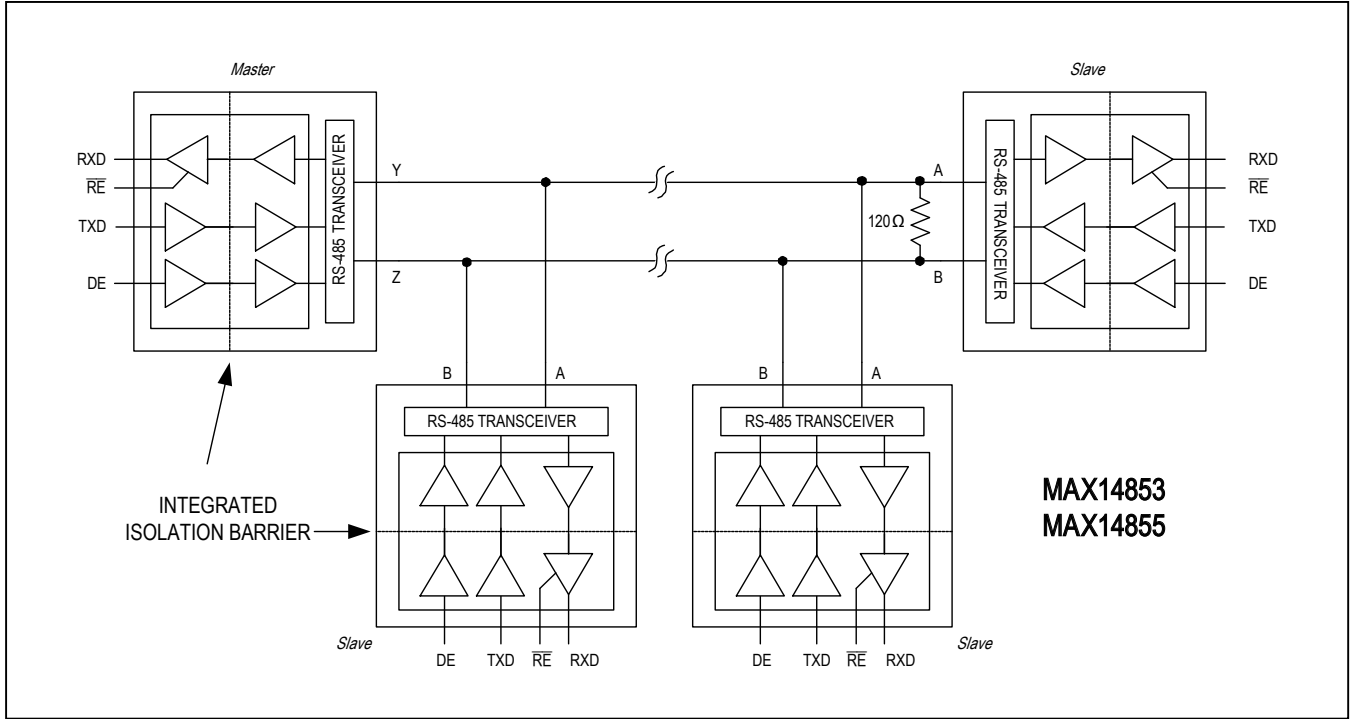 Master
Slave
RXD
RE
TXD
DE
RS-485 TRANSCEIVER
Y
Z
120Ω
A
B
RS-485 TRANSCEIVER
RXD
RE
TXD
DE
B
A
RS-485 TRANSCEIVER
B
A
RS-485 TRANSCEIVER
INTEGRATED
ISOLATION BARRIER
MAX14853
MAX14855
Slave
DE TXD RE RXD
DE TXD RE RXD
Slave